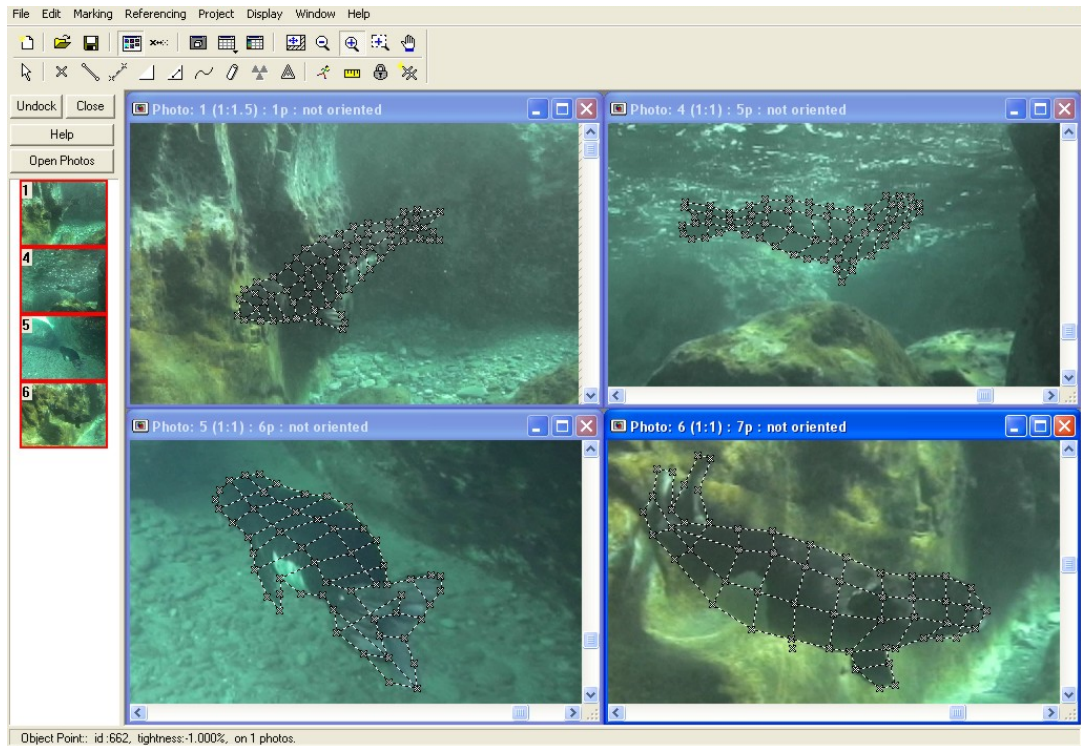 File Edit Marking Referencing Project Display Window Help
Undock Close
Help
Open Photos
1
4
5
6
Photo: 1 (1:1.5) : 1p : not oriented
Photo: 4 (1:1) : 5p : not oriented
Photo: 5 (1:1) : 6p : not oriented
Photo: 6 (1:1) : 7p : not oriented
Object Point:: id :662, tightness:-1.000%, on 1 photos.